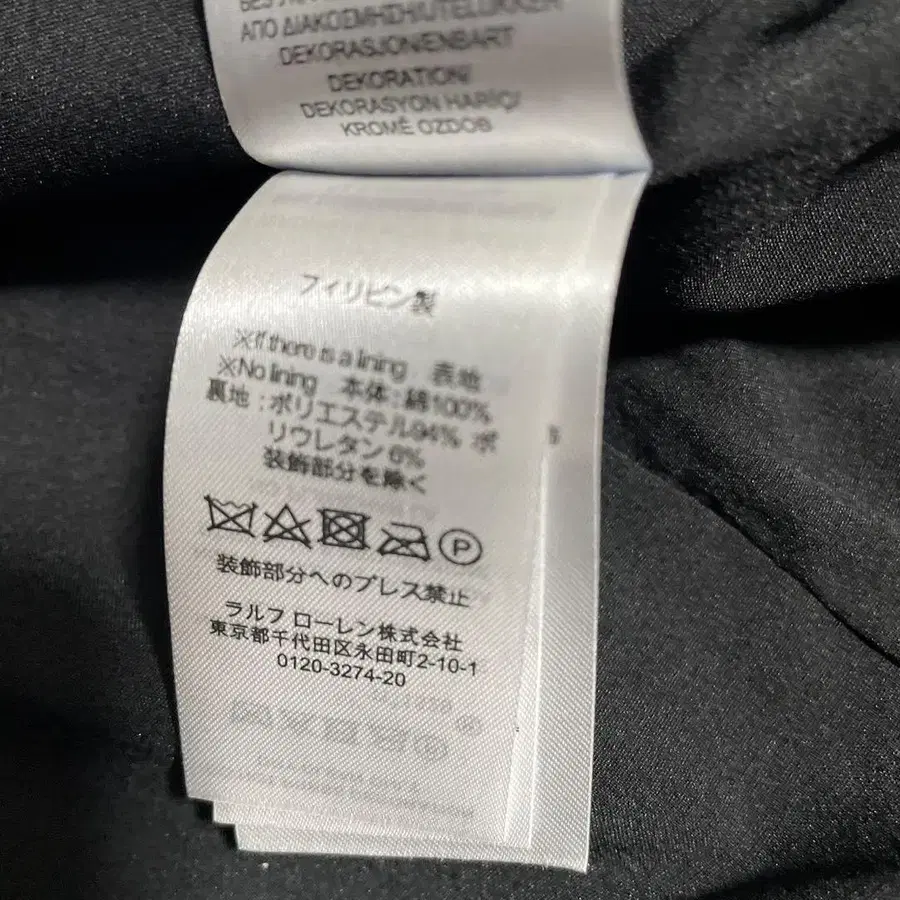 ΑΠΟ ΔΙΑΚΟΣΜΗΣΗ/UTELUKKER
DEKORASJON/ENBART
DEKORATION/
DEKORASYON HARİÇ/
KROMĚ OZDOB
フィリピン製
※If there is a lining 表地
※No lining 本体:綿100%
裏地:ポリエステル94% ポ
リウレタン6%
装飾部分を除く
P
装飾部分へのプレス禁止
ラルフ ローレン株式会社
東京都千代田区永田町2-10-1
0120-3274-20